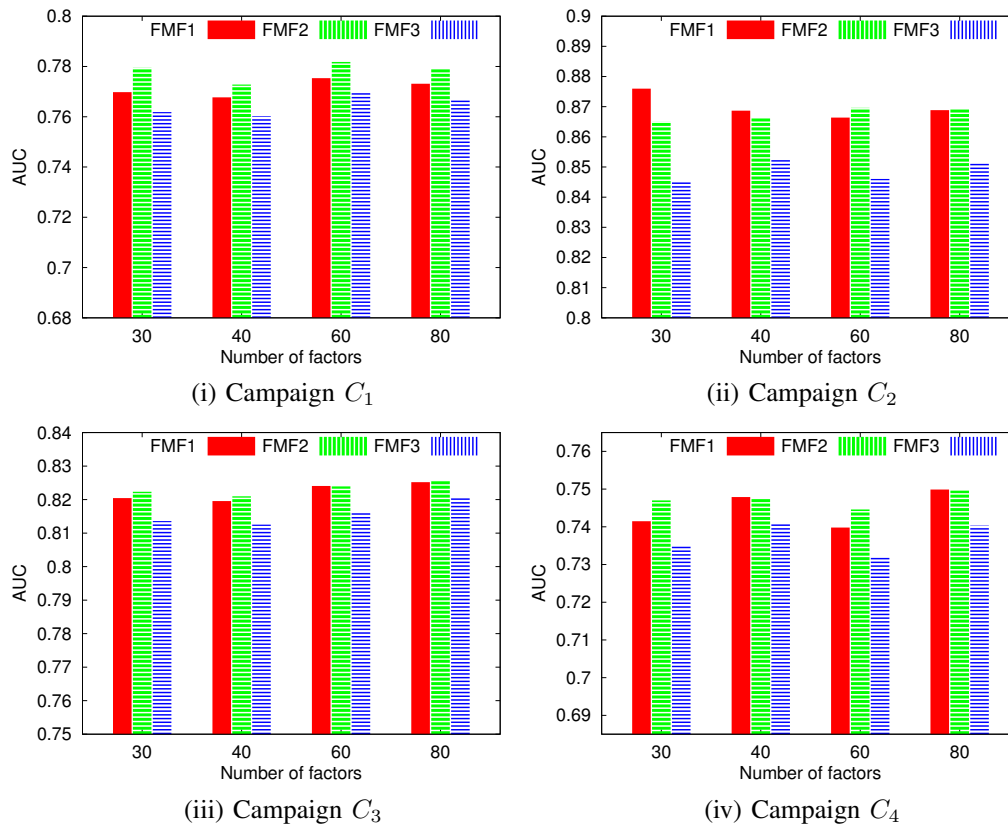 0.8
0.78
0.76
0.74
0.72
0.7
0.68
AUC
FMF1 FMF2 FMF3
30 40 60 80
Number of factors
(i) Campaign C1
0.9
0.89
0.88
0.87
0.86
0.85
0.84
0.83
0.82
0.81
0.8
AUC
FMF1 FMF2 FMF3
30 40 60 80
Number of factors
(ii) Campaign C2
0.84
0.83
0.82
0.81
0.8
0.79
0.78
0.77
0.76
0.75
AUC
FMF1 FMF2 FMF3
30 40 60 80
Number of factors
(iii) Campaign C3
0.76
0.75
0.74
0.73
0.72
0.71
0.7
0.69
AUC
FMF1 FMF2 FMF3
30 40 60 80
Number of factors
(iv) Campaign C4